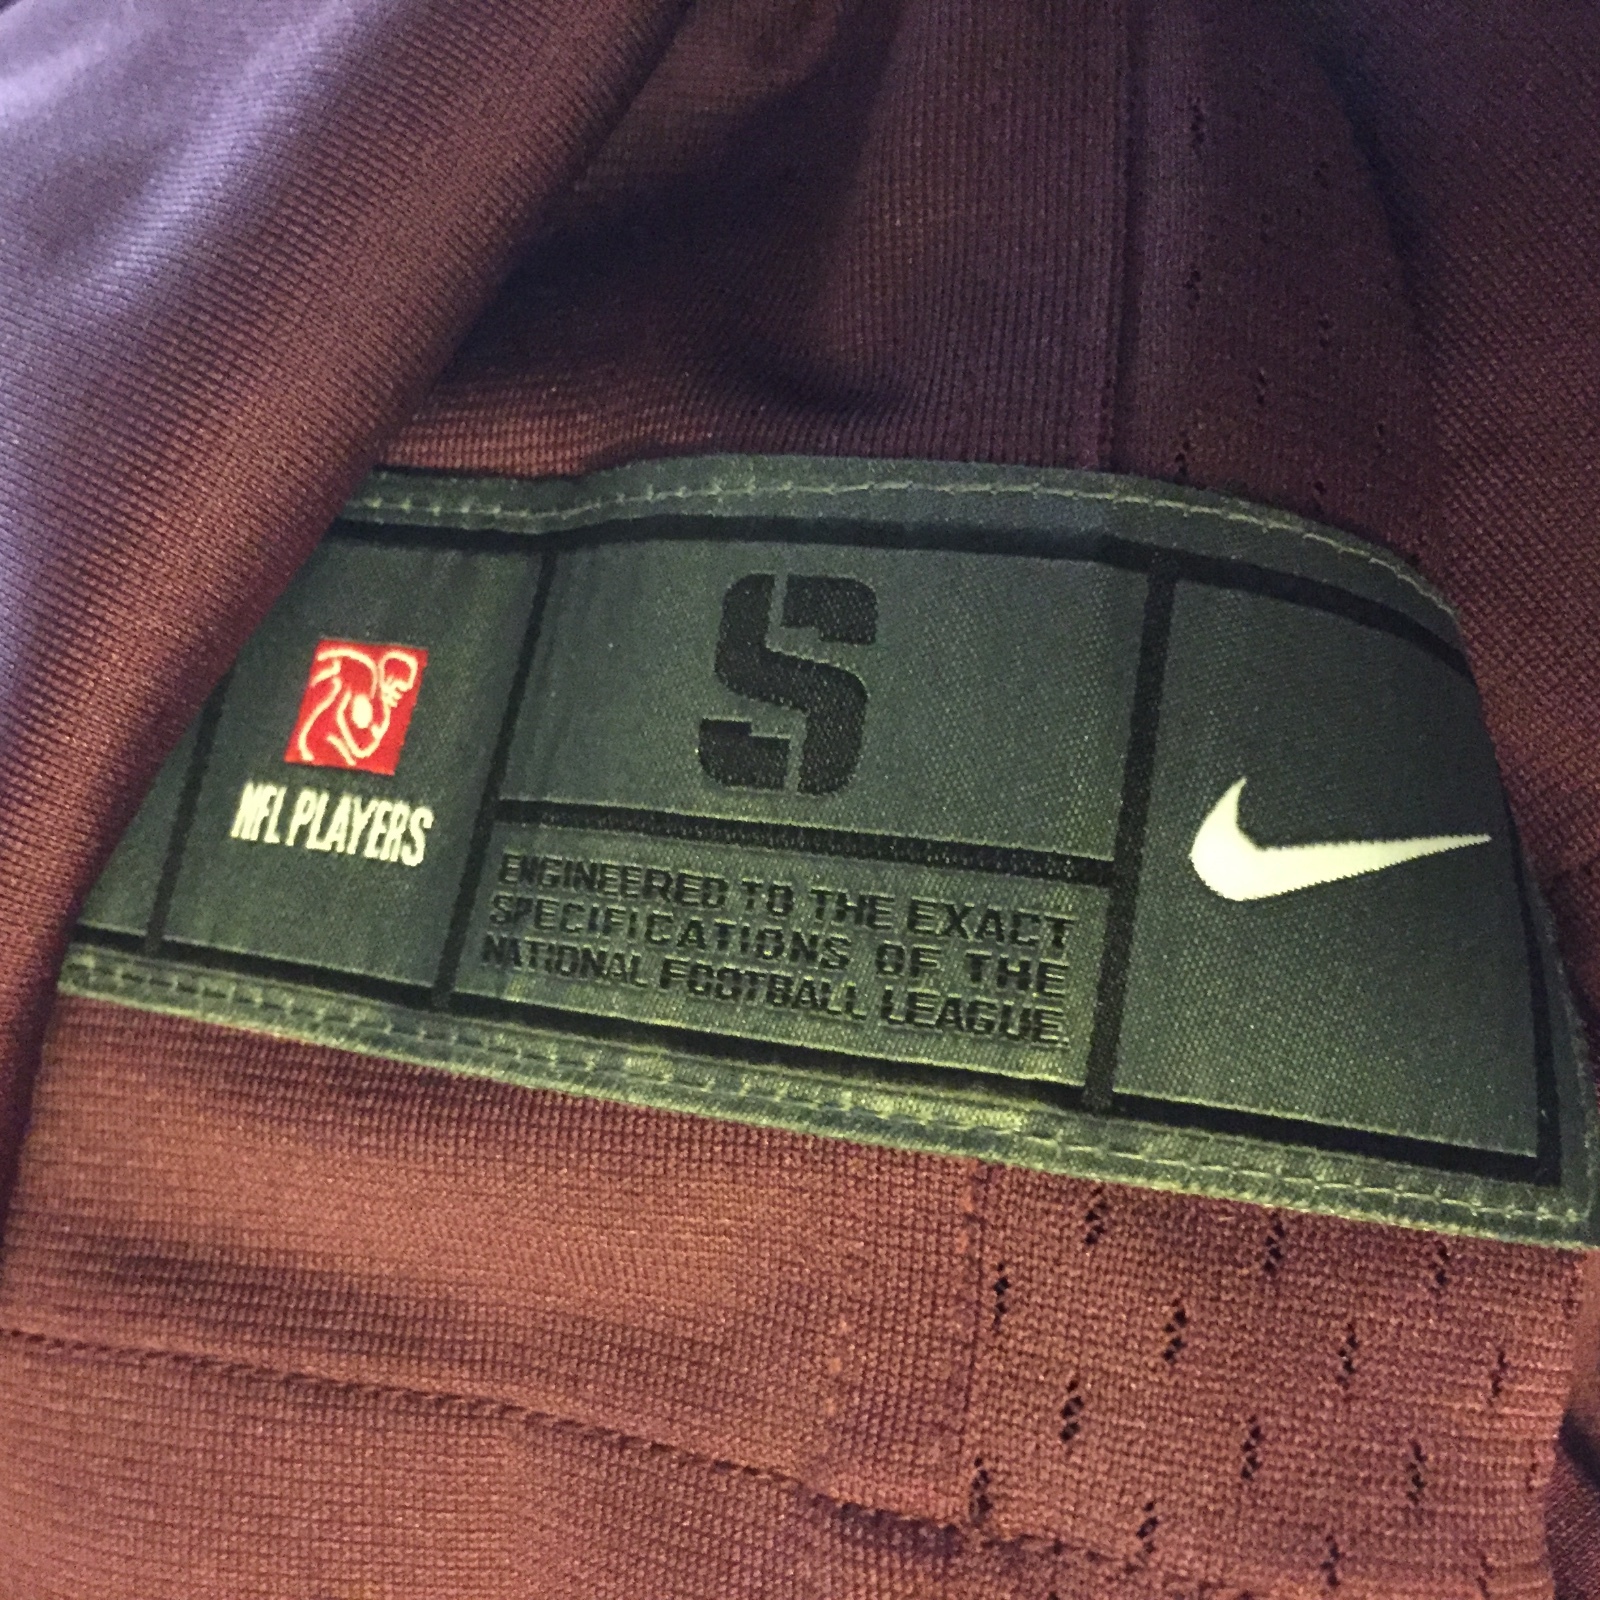 NFL PLAYERS
S
ENGINEERED TO THE EXACT
SPECIFICATIONS OF THE
NATIONAL FOOTBALL LEAGUE.